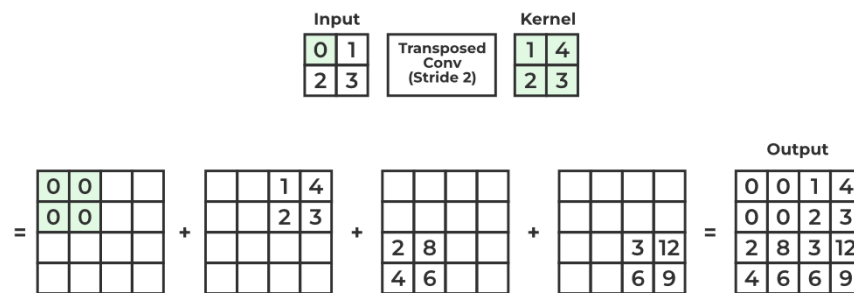 Input
Kernel
0 1
2 3
Transposed
Conv
(Stride 2)
1 4
2 3
Output
= 0 0
0 0
+ 1 4
2 3
+ 2 8
4 6
+ 3 12
6 9
= 0 0 1 4
0 0 2 3
2 8 3 12
4 6 6 9